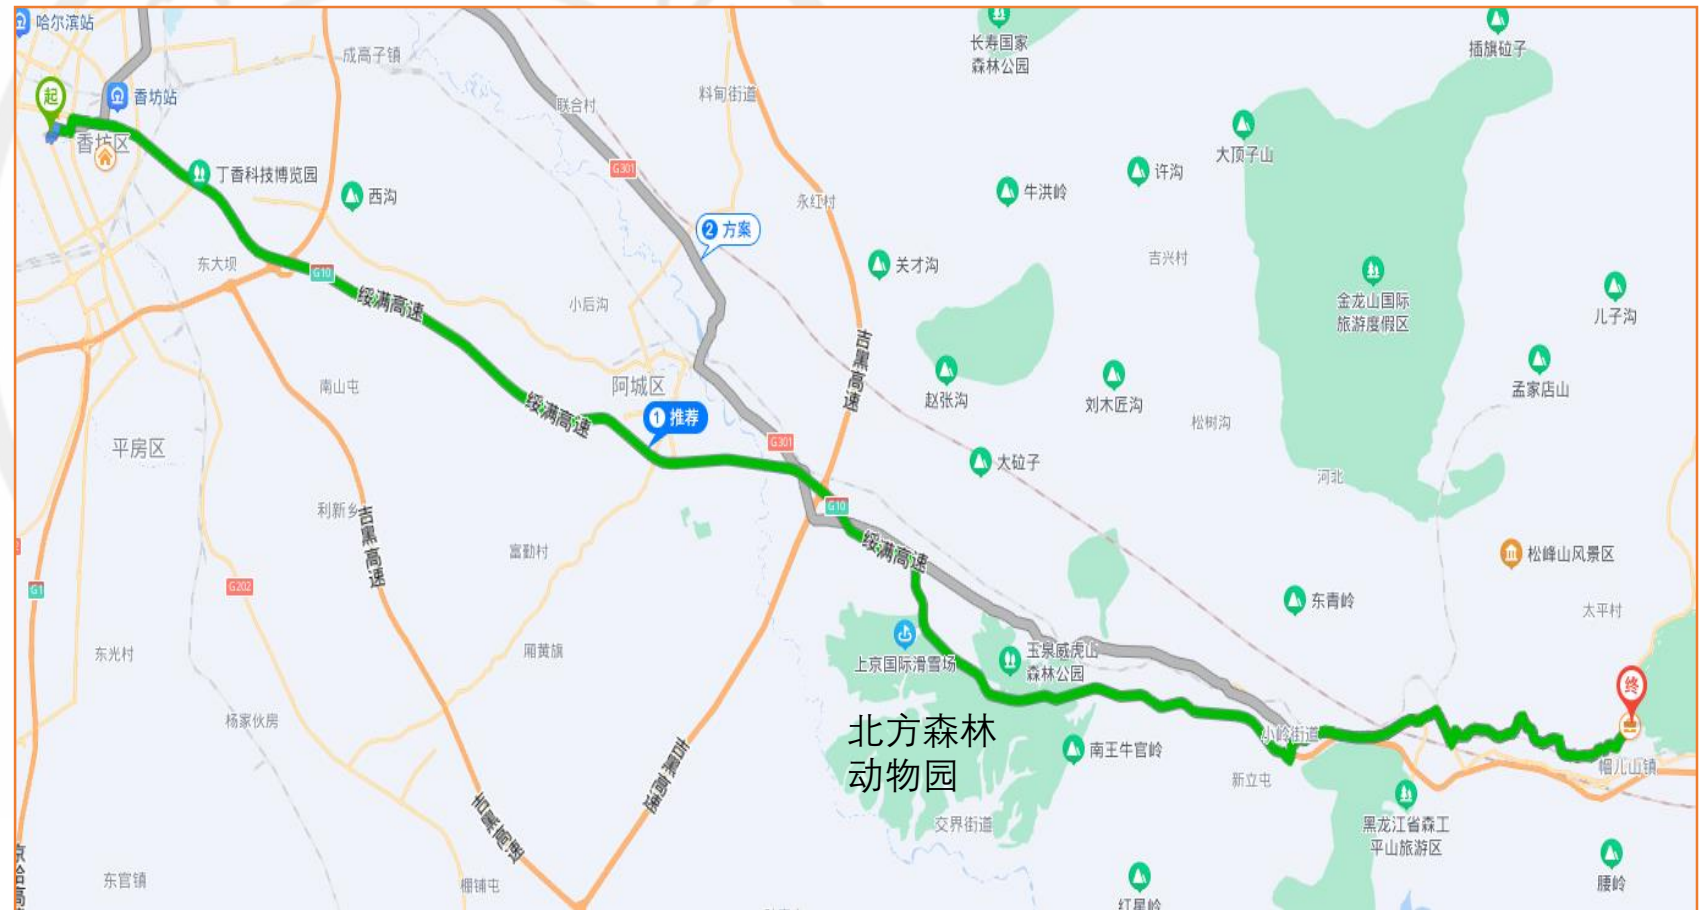 哈尔滨站
成高子镇
长寿国家
森林公园
插旗砬子
起
香坊站
联合村
料甸街道
香坊区
大顶子山
丁香科技博览园
西沟
G301
永红村
牛洪岭
许沟
2 方案
东大坝
G10
关才沟
吉兴村
绥满高速
小后沟
金龙山国际
旅游度假区
儿子沟
吉黑高速
南山屯
阿城区
赵张沟
刘木匠沟
孟家店山
绥满高速
1 推荐
松树沟
平房区
G301
大砬子
河北
利新乡
吉黑高速
G10
富勤村
绥满高速
松峰山风景区
G1
G202
东青岭
太平村
东光村
厢黄旗
上京国际滑雪场
玉泉威虎山
森林公园
终
杨家伙房
北方森林
动物园
南王牛官岭
小岭街道
新立屯
帽儿山镇
吉黑高速
吉黑高速
交界街道
黑龙江省森工
平山旅游区
京哈高
东官镇
棚铺屯
红星岭
腰岭